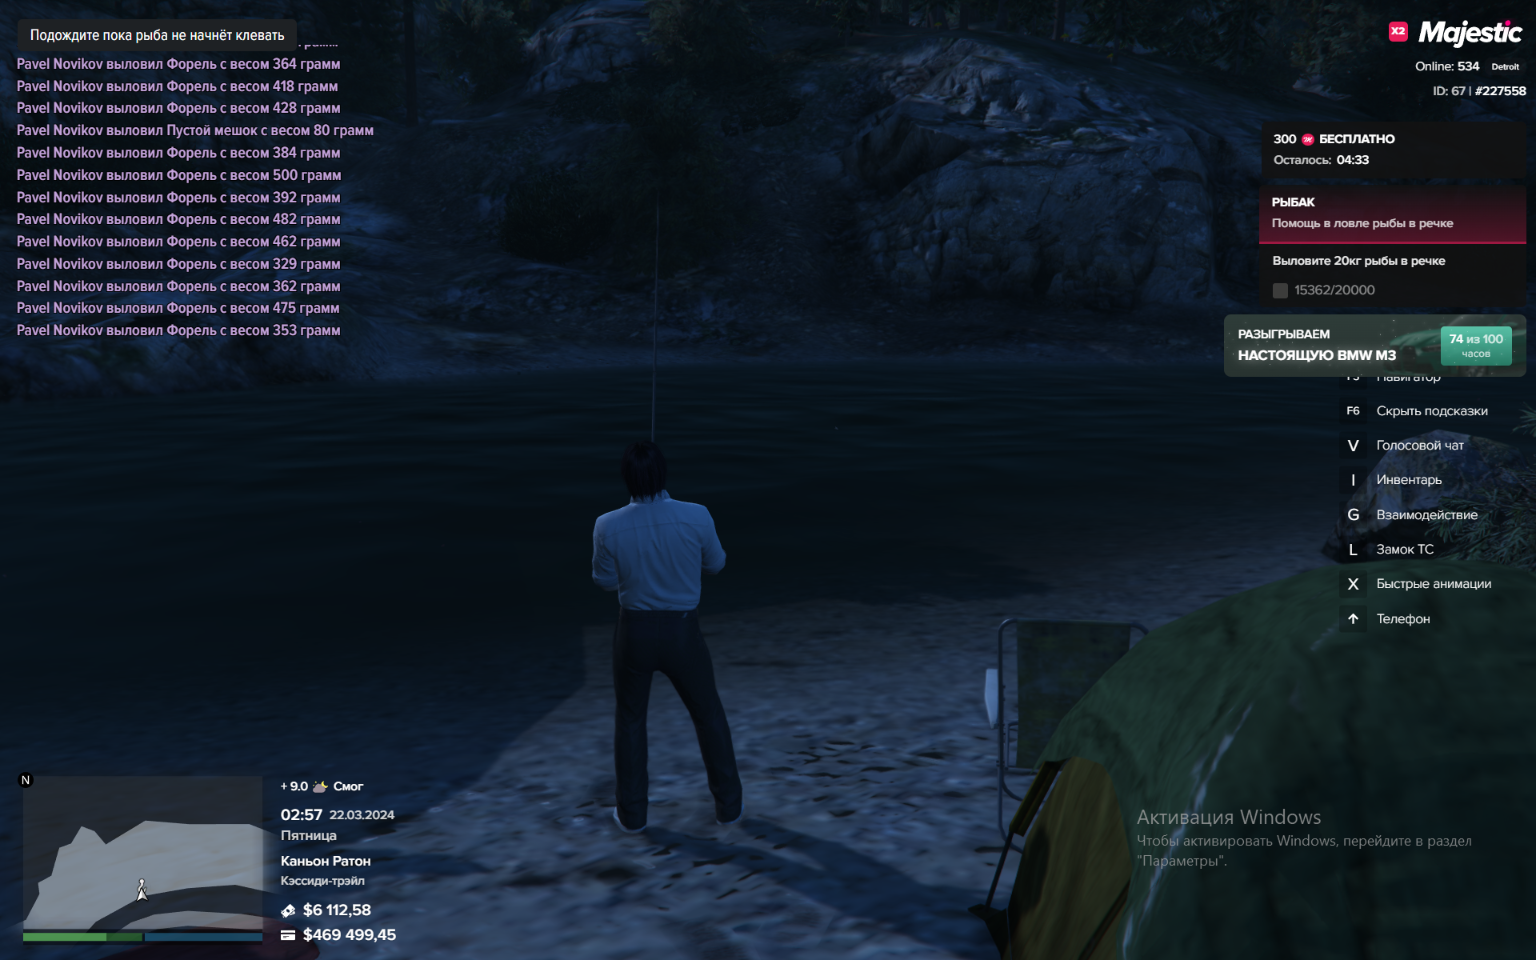 Подождите пока рыба не начнёт клевать
Pavel Novikov выловил Форель с весом 364 грамм
Pavel Novikov выловил Форель с весом 418 грамм
Pavel Novikov выловил Форель с весом 428 грамм
Pavel Novikov выловил Пустой мешок с весом 80 грамм
Pavel Novikov выловил Форель с весом 384 грамм
Pavel Novikov выловил Форель с весом 500 грамм
Pavel Novikov выловил Форель с весом 392 грамм
Pavel Novikov выловил Форель с весом 482 грамм
Pavel Novikov выловил Форель с весом 462 грамм
Pavel Novikov выловил Форель с весом 329 грамм
Pavel Novikov выловил Форель с весом 362 грамм
Pavel Novikov выловил Форель с весом 475 грамм
Pavel Novikov выловил Форель с весом 353 грамм
X2 Majestic
Online: 534 Detroit
ID: 67 | #227558
300 БЕСПЛАТНО
Осталось: 04:33
РЫБАК
Помощь в ловле рыбы в речке
Выловите 20кг рыбы в речке
15362/20000
РАЗЫГРЫВАЕМ
НАСТОЯЩУЮ BMW M3
74 из 100
часов
Навигатор
F6 Скрыть подсказки
V Голосовой чат
I Инвентарь
G Взаимодействие
L Замок ТС
X Быстрые анимации
Телефон
N
+ 9.0 Смог
02:57 22.03.2024
Пятница
Каньон Ратон
Кэссиди-трэйл
$6 112,58
$469 499,45
Активация Windows
Чтобы активировать Windows, перейдите в раздел
"Параметры".